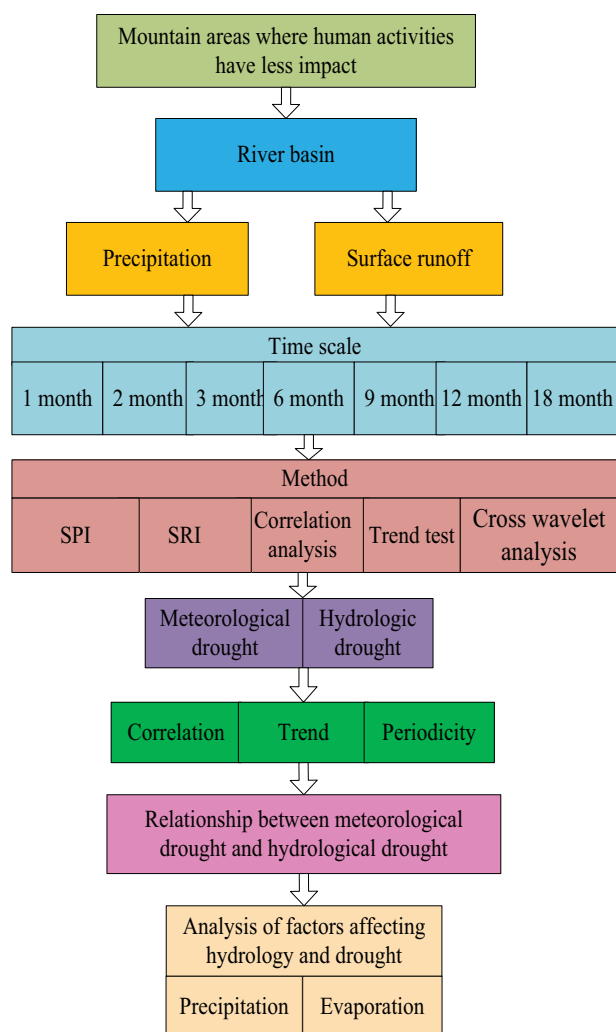 Mountain areas where human activities
have less impact
River basin
Precipitation
Surface runoff
Time scale
1 month
2 month
3 month
6 month
9 month
12 month
18 month
Method
SPI
SRI
Correlation
analysis
Trend test
Cross wavelet
analysis
Meteorological
drought
Hydrologic
drought
Correlation
Trend
Periodicity
Relationship between meteorological
drought and hydrological drought
Analysis of factors affecting
hydrology and drought
Precipitation
Evaporation